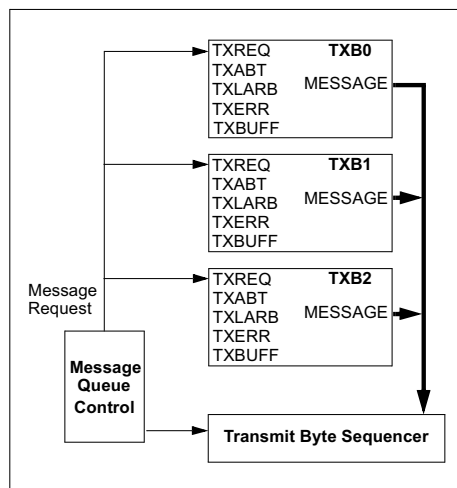 TXREQ TXB0
TXABT
TXLARB MESSAGE
TXERR
TXBUFF
TXREQ TXB1
TXABT
TXLARB MESSAGE
TXERR
TXBUFF
TXREQ TXB2
TXABT
TXLARB MESSAGE
TXERR
TXBUFF
Message
Request
Message
Queue
Control
Transmit Byte Sequencer